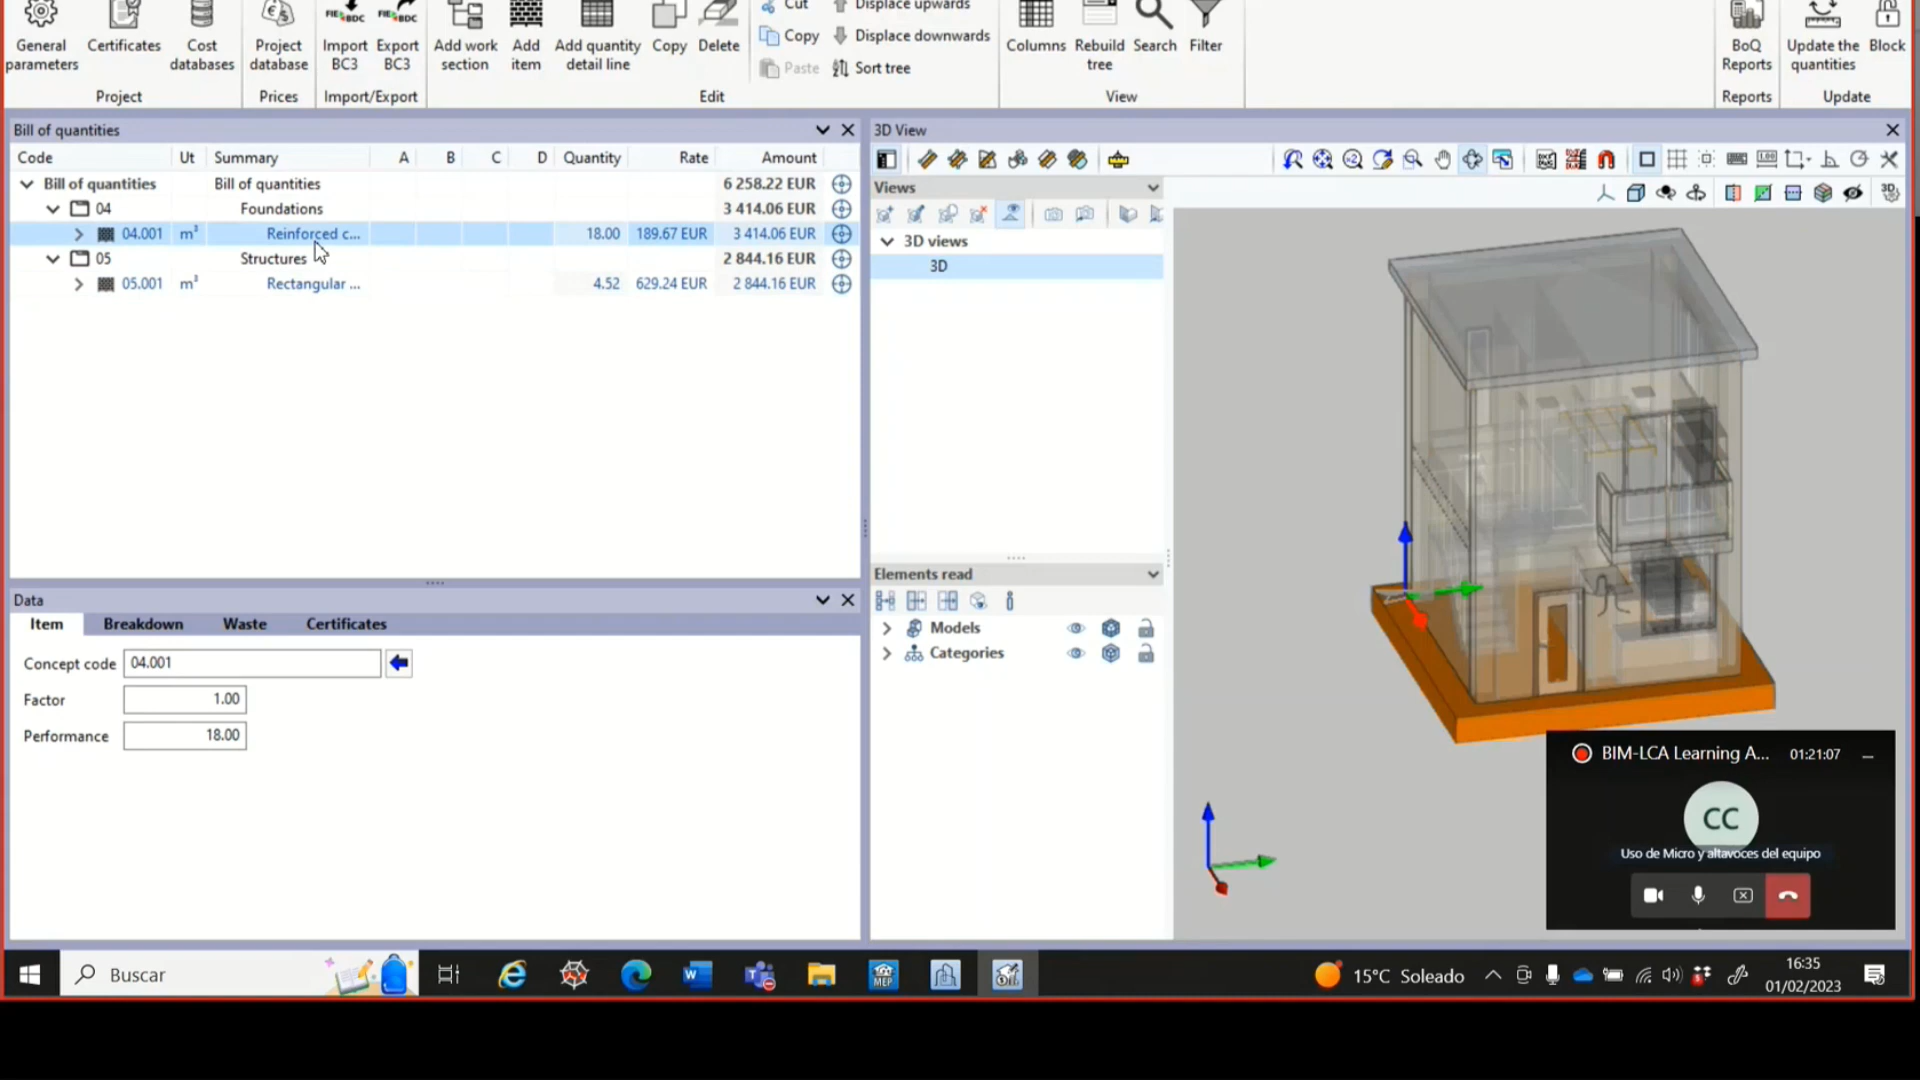 Cut
Displace upwards
General parameters
Certificates
Cost databases
Project database
Import BC3
Export BC3
Add work section
Add item
Add quantity detail line
Copy
Delete
Copy
Displace downwards
Paste
Sort tree
Columns
Rebuild tree
Search
Filter
BoQ Reports
Update the quantities
Block
Project
Prices
Import/Export
Edit
View
Reports
Update
Bill of quantities
Code Ut Summary A B C D Quantity Rate Amount
Bill of quantities Bill of quantities 6 258.22 EUR
04 Foundations 3 414.06 EUR
04.001 m³ Reinforced c... 18.00 189.67 EUR 3 414.06 EUR
05 Structures 2 844.16 EUR
05.001 m³ Rectangular ... 4.52 629.24 EUR 2 844.16 EUR
Data
Item Breakdown Waste Certificates
Concept code 04.001
Factor 1.00
Performance 18.00
3D View
Views
3D views
3D
Elements read
Models
Categories
BIM-LCA Learning A... 01:21:07
CC
Uso de Micro y altavoces del equipo
Buscar
MEP
15°C Soleado
16:35
01/02/2023